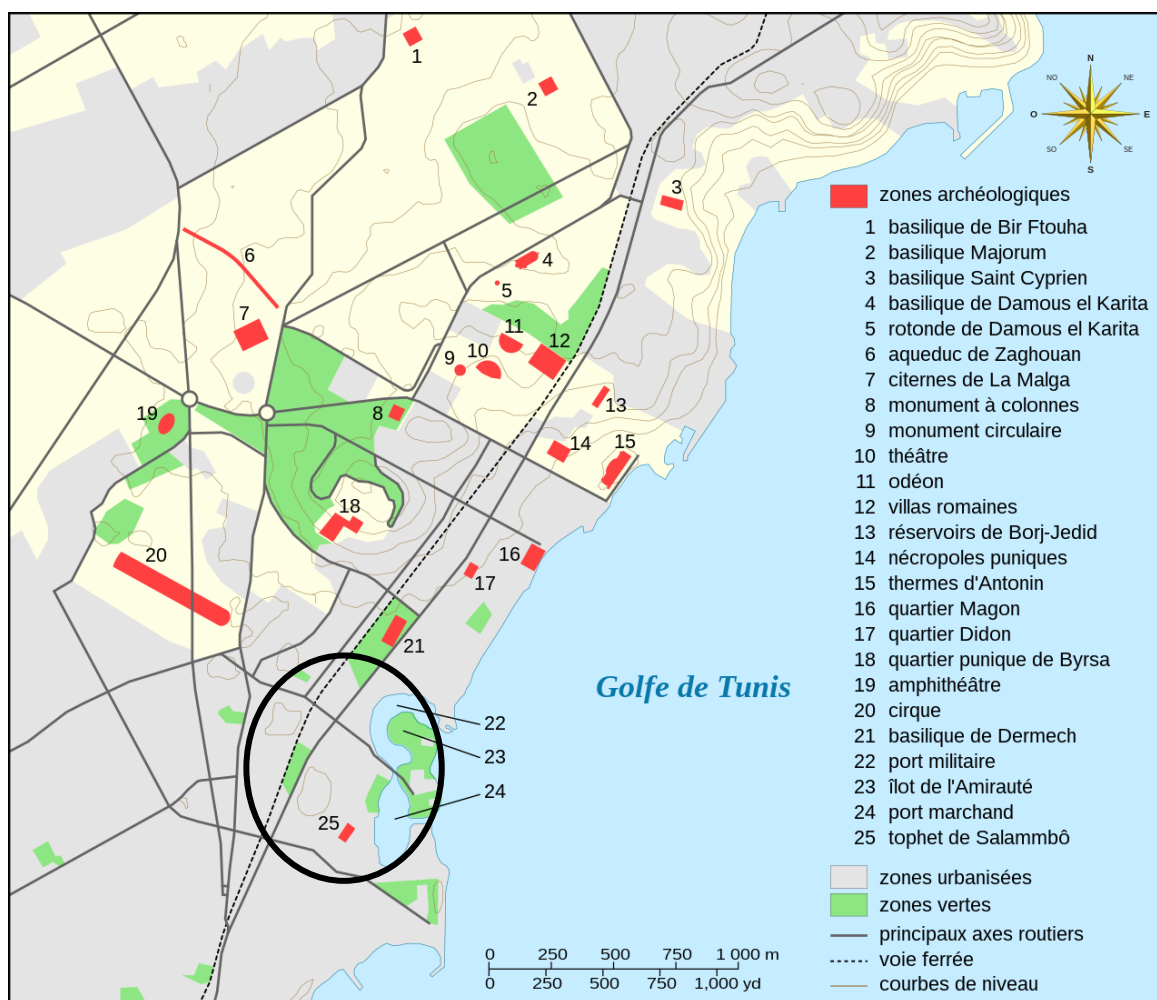 1
2
3
4
5
6
7
8
9
10
11
12
13
14
15
16
17
18
19
20
21
22
23
24
25
Golfe de Tunis
N
NO
NE
O
E
SO
SE
S
zones archéologiques
1 basilique de Bir Ftouha
2 basilique Majorum
3 basilique Saint Cyprien
4 basilique de Damous el Karita
5 rotonde de Damous el Karita
6 aqueduc de Zaghouan
7 citernes de La Malga
8 monument à colonnes
9 monument circulaire
10 théâtre
11 odéon
12 villas romaines
13 réservoirs de Borj-Jedid
14 nécropoles puniques
15 thermes d'Antonin
16 quartier Magon
17 quartier Didon
18 quartier punique de Byrsa
19 amphithéâtre
20 cirque
21 basilique de Dermech
22 port militaire
23 îlot de l'Amirauté
24 port marchand
25 tophet de Salammbô
zones urbanisées
zones vertes
principaux axes routiers
voie ferrée
courbes de niveau
0 250 500 750 1 000 m
0 250 500 750 1,000 yd